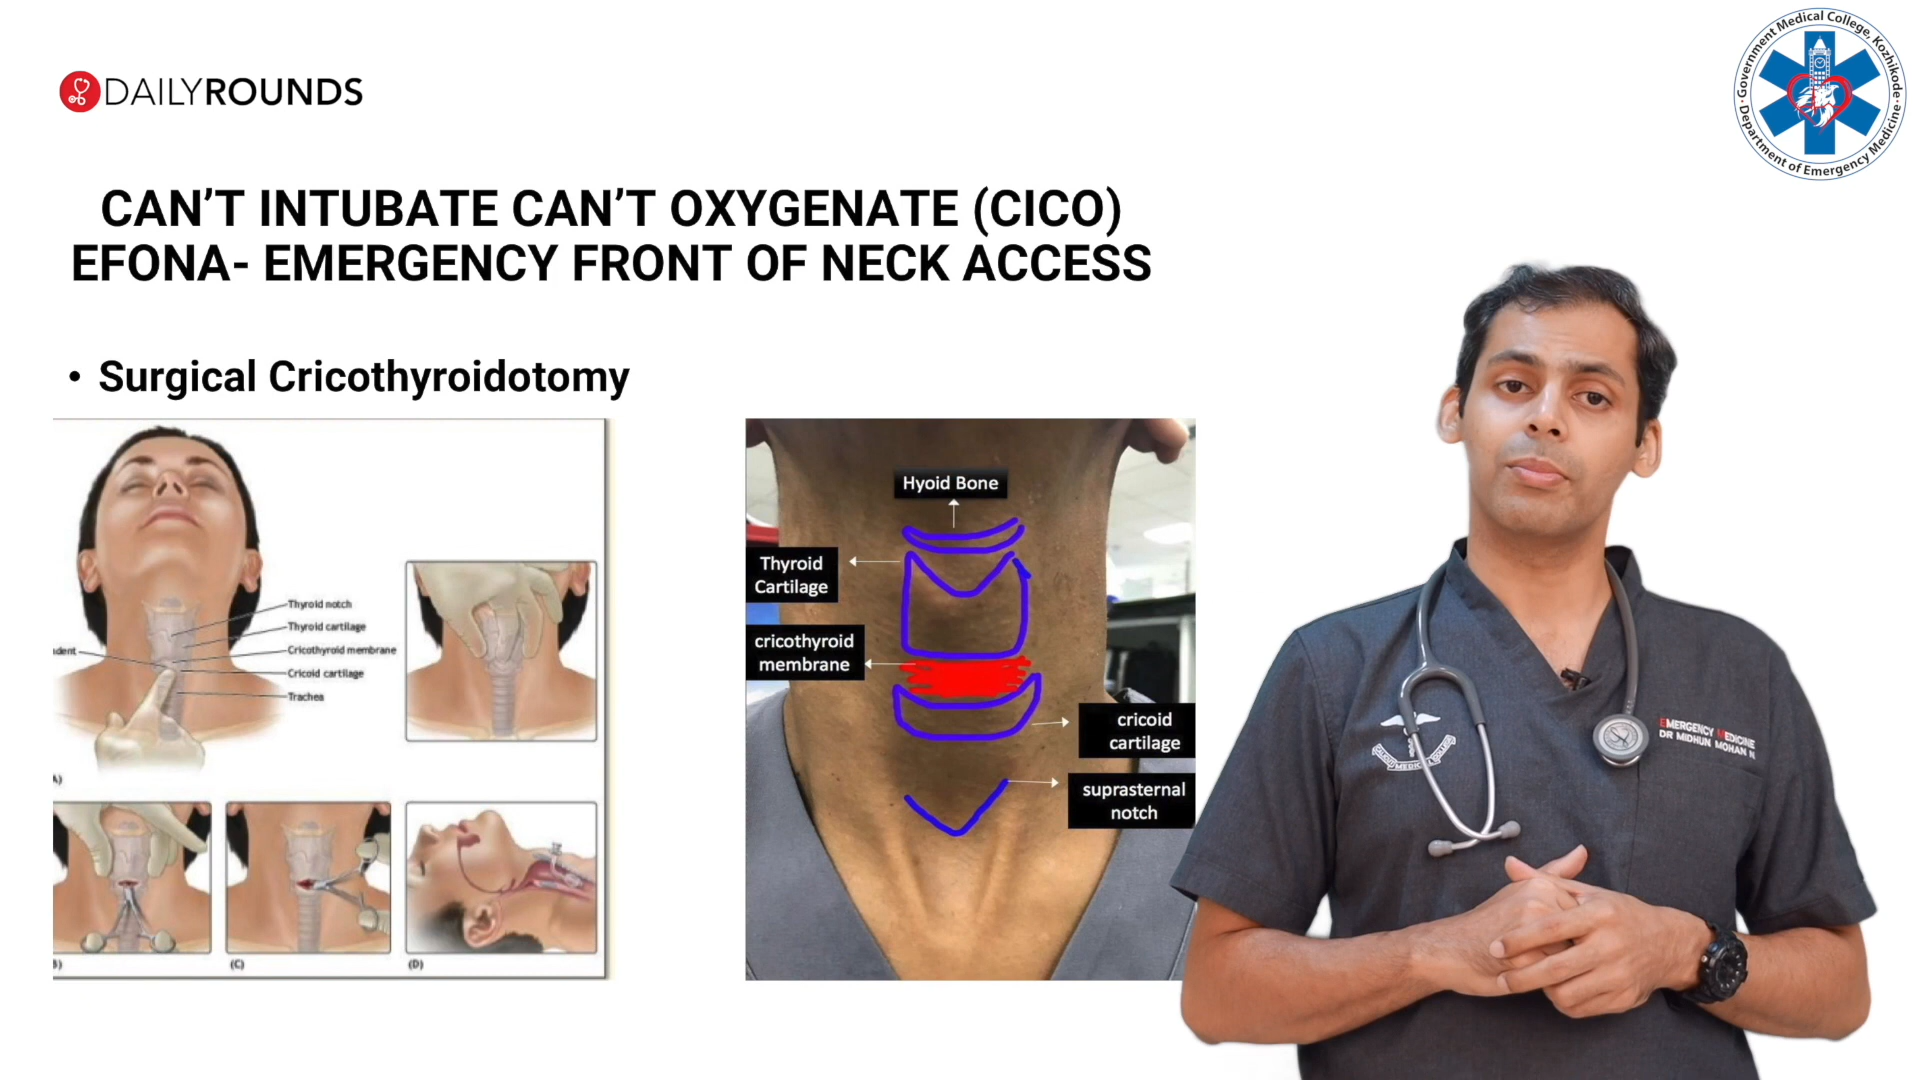 DAILYROUNDS
Government Medical College, Kozhikode
Department of Emergency Medicine
CAN'T INTUBATE CAN'T OXYGENATE (CICO)
EFONA- EMERGENCY FRONT OF NECK ACCESS
• Surgical Cricothyroidotomy
Thyroid notch
Thyroid cartilage
Cricothyroid membrane
Cricoid cartilage
Trachea
(C)
(D)
Hyoid Bone
Thyroid
Cartilage
cricothyroid
membrane
cricoid
cartilage
suprasternal
notch
EMERGENCY MEDICINE
DR MIDHUN MOHAN N